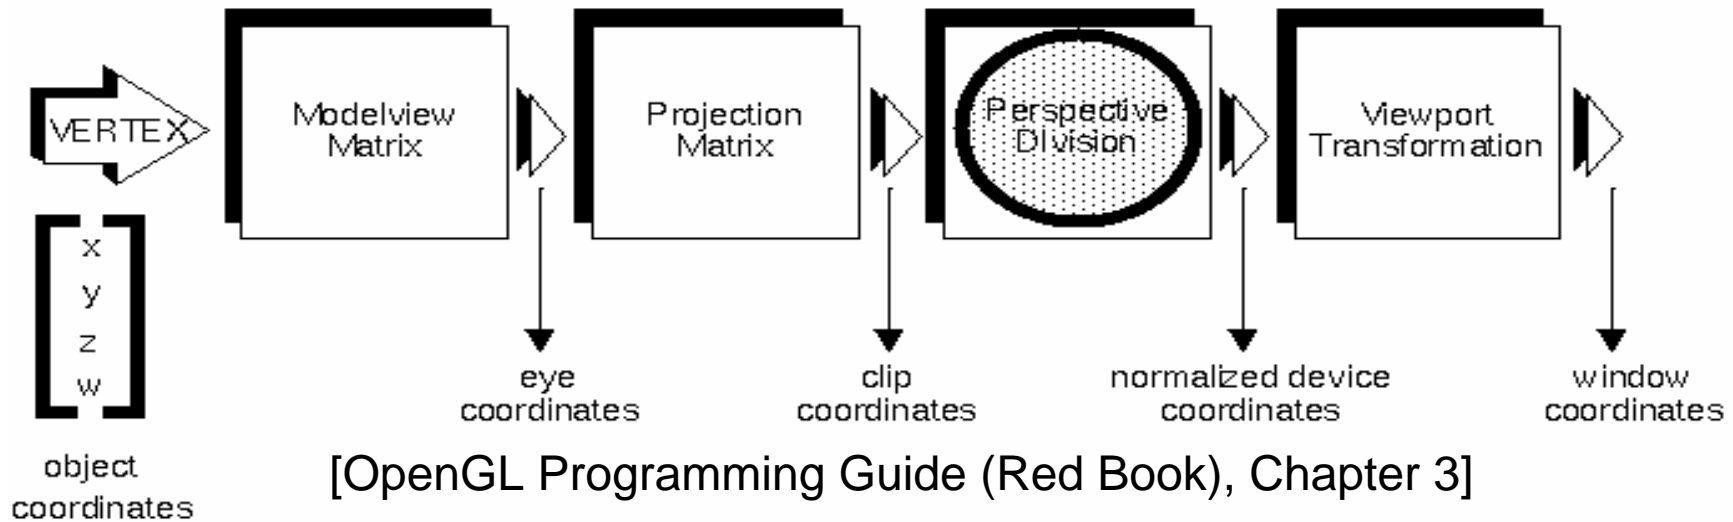 VERTEX
Modelview
Matrix
Projection
Matrix
Perspective
Division
Viewport
Transformation
x
y
z
w
object
coordinates
eye
coordinates
clip
coordinates
normalized device
coordinates
window
coordinates
[OpenGL Programming Guide (Red Book), Chapter 3]